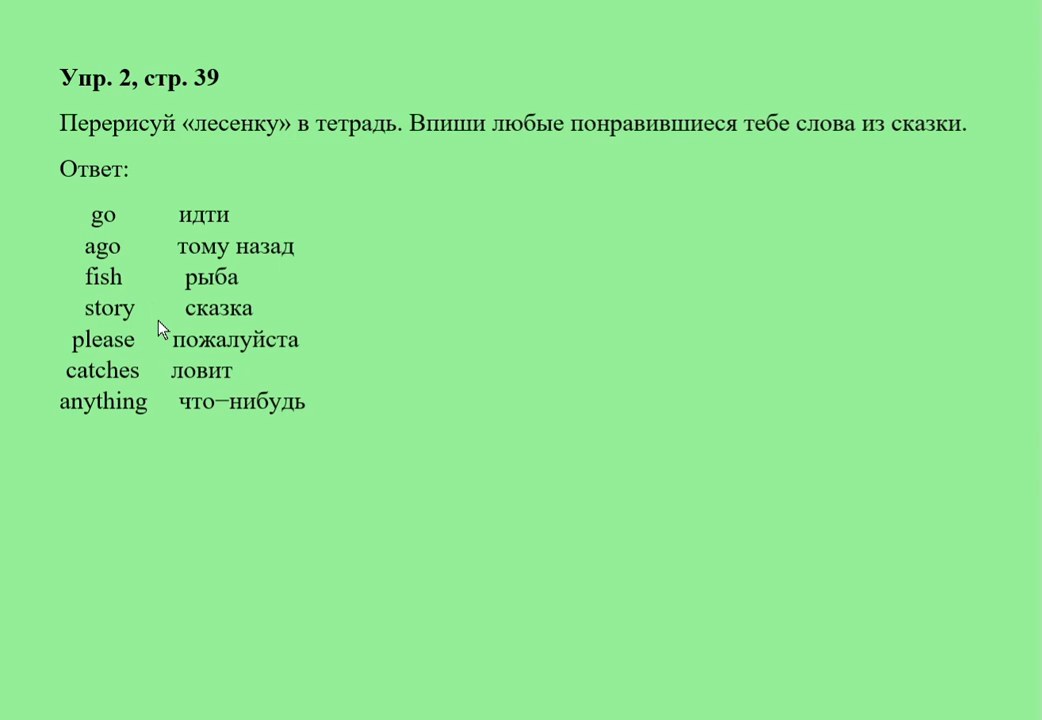 Упр. 2, стр. 39
Перерисуй «лесенку» в тетрадь. Впиши любые понравившиеся тебе слова из сказки.
Ответ:
go идти
ago тому назад
fish рыба
story сказка
please пожалуйста
catches ловит
anything что−нибудь